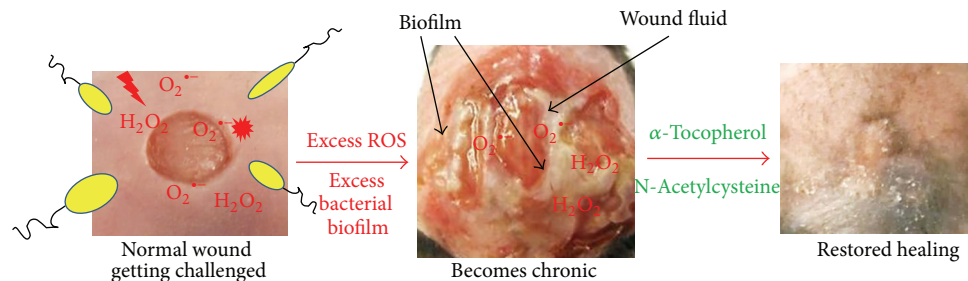 Biofilm
Wound fluid
O2•−
H2O2
O2•−
O2•−
H2O2
Normal wound
getting challenged
Excess ROS
Excess
bacterial
biofilm
O2•−
O2•
H2O2
H2O2
Becomes chronic
α-Tocopherol
N-Acetylcysteine
Restored healing